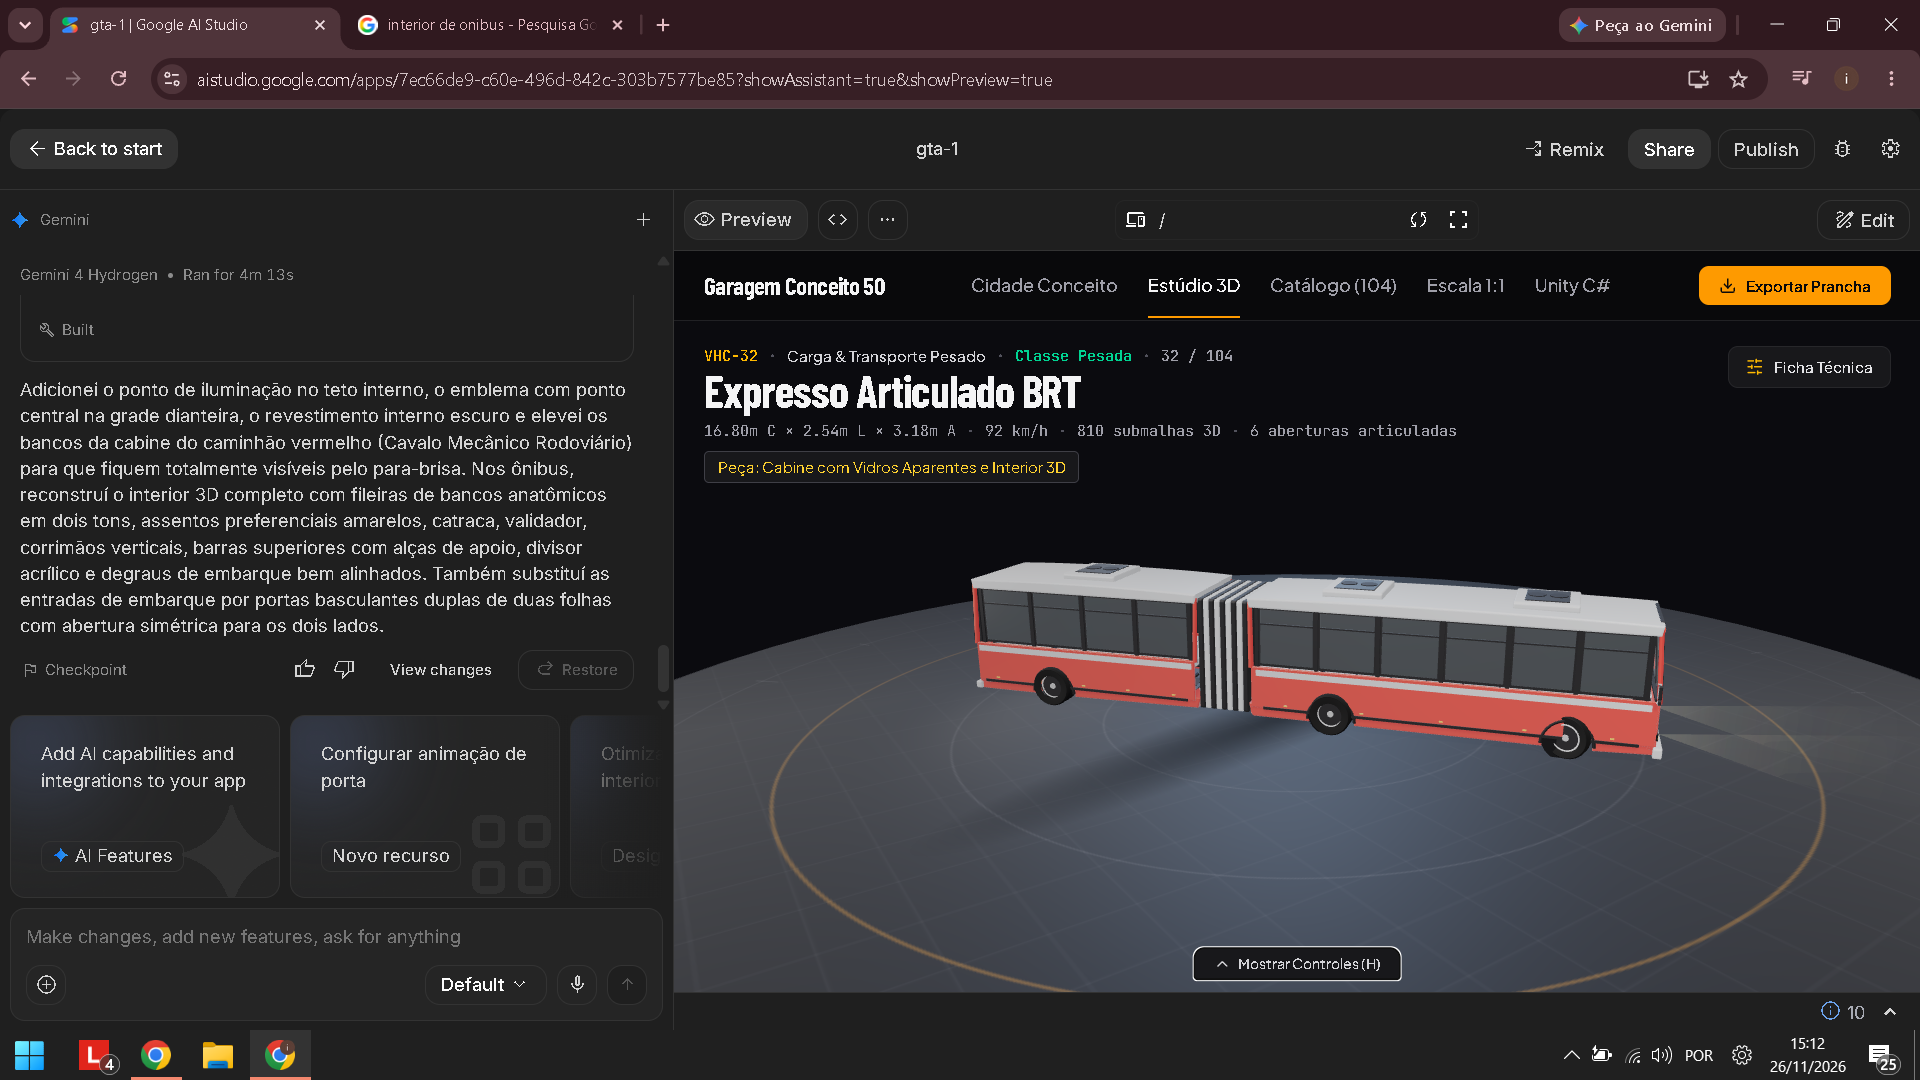 gta-1 | Google AI Studio
interior de onibus - Pesquisa Go
Peça ao Gemini
aistudio.google.com/apps/7ec66de9-c60e-496d-842c-303b7577be85?showAssistant=true&showPreview=true
i
Back to start
gta-1
Remix
Share
Publish
Gemini
Preview
/
Edit
Gemini 4 Hydrogen • Ran for 4m 13s
Built
Adicionei o ponto de iluminação no teto interno, o emblema com ponto
central na grade dianteira, o revestimento interno escuro e elevei os
bancos da cabine do caminhão vermelho (Cavalo Mecânico Rodoviário)
para que fiquem totalmente visíveis pelo para-brisa. Nos ônibus,
reconstruí o interior 3D completo com fileiras de bancos anatômicos
em dois tons, assentos preferenciais amarelos, catraca, validador,
corrimãos verticais, barras superiores com alças de apoio, divisor
acrílico e degraus de embarque bem alinhados. Também substituí as
entradas de embarque por portas basculantes duplas de duas folhas
com abertura simétrica para os dois lados.
Checkpoint
View changes
Restore
Add AI capabilities and
integrations to your app
AI Features
Configurar animação de
porta
Novo recurso
Otimiz
interior
Desig
Make changes, add new features, ask for anything
Default
Garagem Conceito 50
Cidade Conceito
Estúdio 3D
Catálogo (104)
Escala 1:1
Unity C#
Exportar Prancha
VHC-32 · Carga & Transporte Pesado · Classe Pesada · 32 / 104
Expresso Articulado BRT
16.80m C × 2.54m L × 3.18m A · 92 km/h · 810 submalhas 3D · 6 aberturas articuladas
Peça: Cabine com Vidros Aparentes e Interior 3D
Ficha Técnica
Mostrar Controles (H)
10
L
4
i
POR
15:12
26/11/2026
25